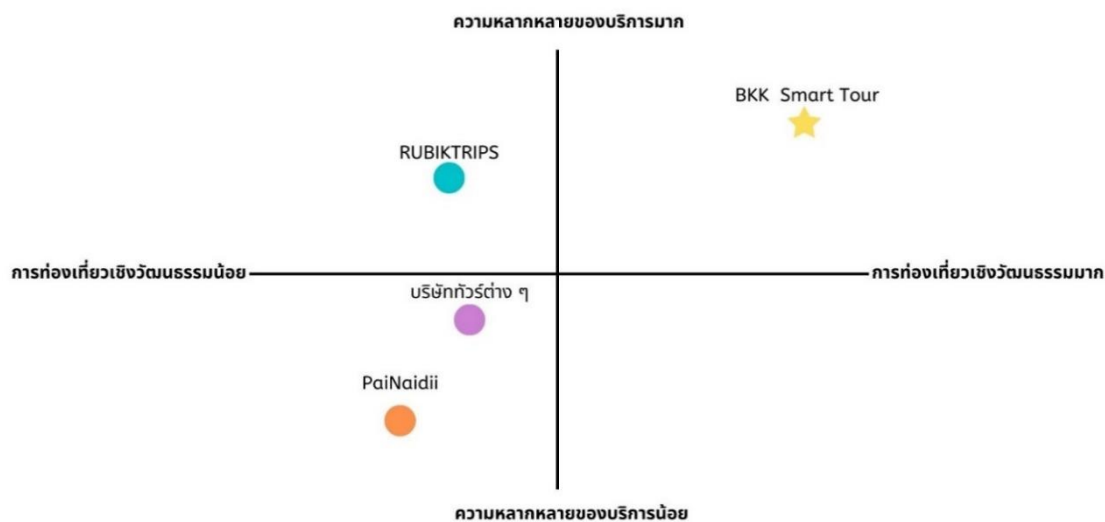 ความหลากหลายของบริการมาก
BKK Smart Tour
RUBIKTRIPS
การท่องเที่ยวเชิงวัฒนธรรมน้อย
การท่องเที่ยวเชิงวัฒนธรรมมาก
บริษัททัวร์ต่าง ๆ
PaiNaidii
ความหลากหลายของบริการน้อย